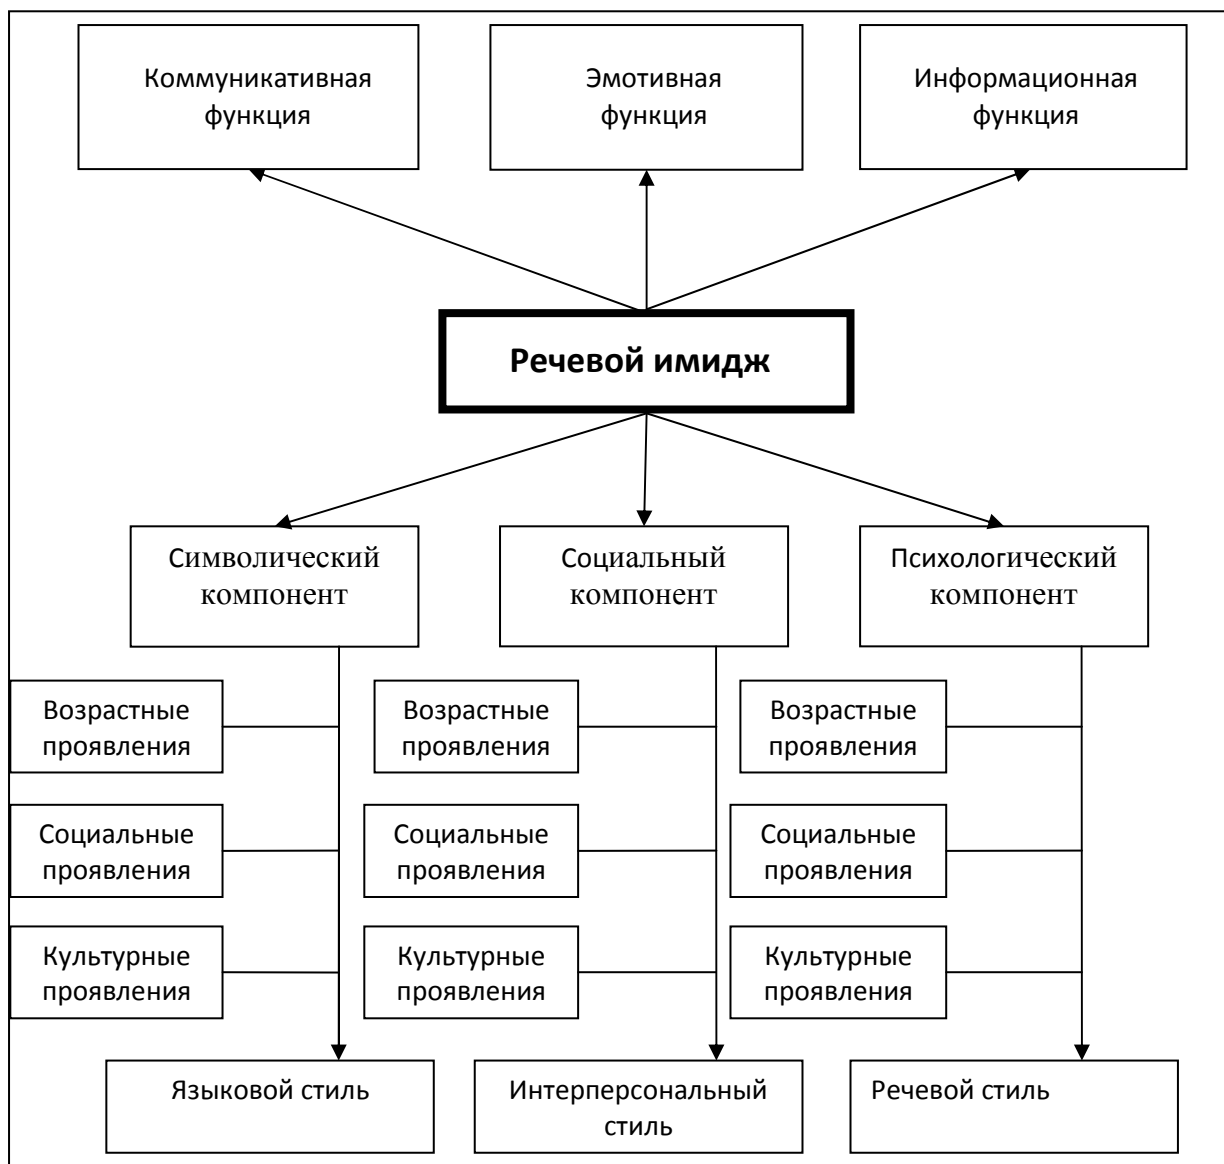 Коммуникативная
функция
Эмотивная
функция
Информационная
функция
Речевой имидж
Символический
компонент
Социальный
компонент
Психологический
компонент
Возрастные
проявления
Возрастные
проявления
Возрастные
проявления
Социальные
проявления
Социальные
проявления
Социальные
проявления
Культурные
проявления
Культурные
проявления
Культурные
проявления
Языковой стиль
Интерперсональный
стиль
Речевой стиль